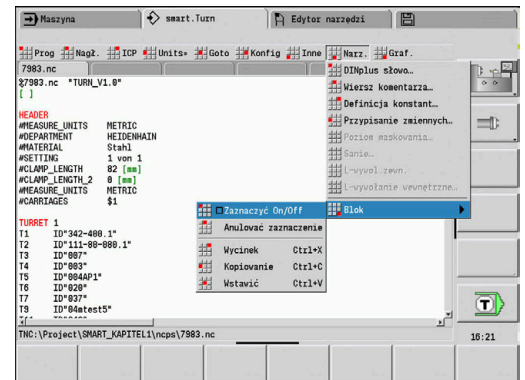 Maszyna smart.Turn Edytor narzędzi
Prog Nagł. ICP Units» Goto Konfig Inne Narz. Graf.
7983.nc
%7983.nc "TURN_V1.0"
[ ]
HEADER
#MEASURE_UNITS METRIC
#DEPARTMENT HEIDENHAIN
#MATERIAL Stahl
#SETTING 1 von 1
#CLAMP_LENGTH 82 [mm]
#CLAMP_LENGTH_2 0 [mm]
#MEASURE_UNITS METRIC
#CARRIAGES $1
TURRET 1
T1 ID"342-400.1"
T2 ID"111-80-080.1"
T3 ID"007"
T4 ID"003"
T5 ID"004AP1"
T6 ID"020"
T7 ID"037"
T8 ID"04mtest5"
DINplus słowo…
Wiersz komentarza…
Definicja konstant…
Przypisanie zmiennych…
Poziom maskowania…
Sanie…
L-wywoł.zewn.
L-wywołanie wewnetrzne…
Blok
Zaznaczyć On/Off
Anulować zaznaczenie
Wycinek Ctrl+X
Kopiowanie Ctrl+C
Wstawić Ctrl+V
T
TNC:\Project\SMART_KAPITEL1\ncps\7983.nc
16:21